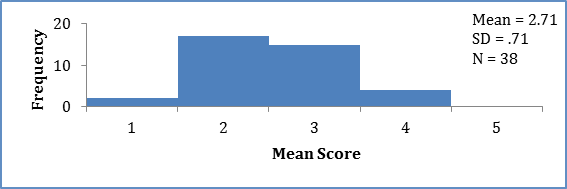 Mean = 2.71
SD = .71
N = 38
Frequency
20
10
0
1 2 3 4 5
Mean Score